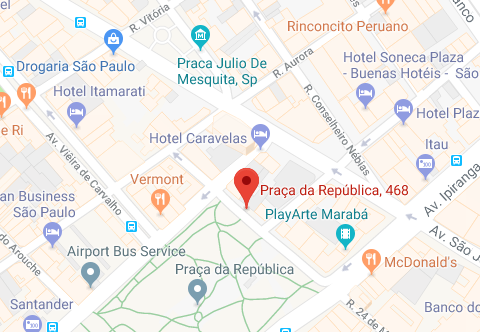 R. Vitória
Rinconcito Peruano
Drogaria São Paulo
Praca Julio De
Mesquita, Sp
R. Aurora
Hotel Soneca Plaza
- Buenas Hotéis - São
Hotel Itamarati
R. Conselheiro Nébias
Hotel Plaz
e Ri
Hotel Caravelas
Itau
Av. Vièira de Carvalho
Vermont
Praça da República, 468
Av. Ipiranga
an Business
São Paulo
PlayArte Marabá
Av. São J
do Arouche
Airport Bus Service
Praça da República
McDonald's
Santander
R. 24 de M
Banco do